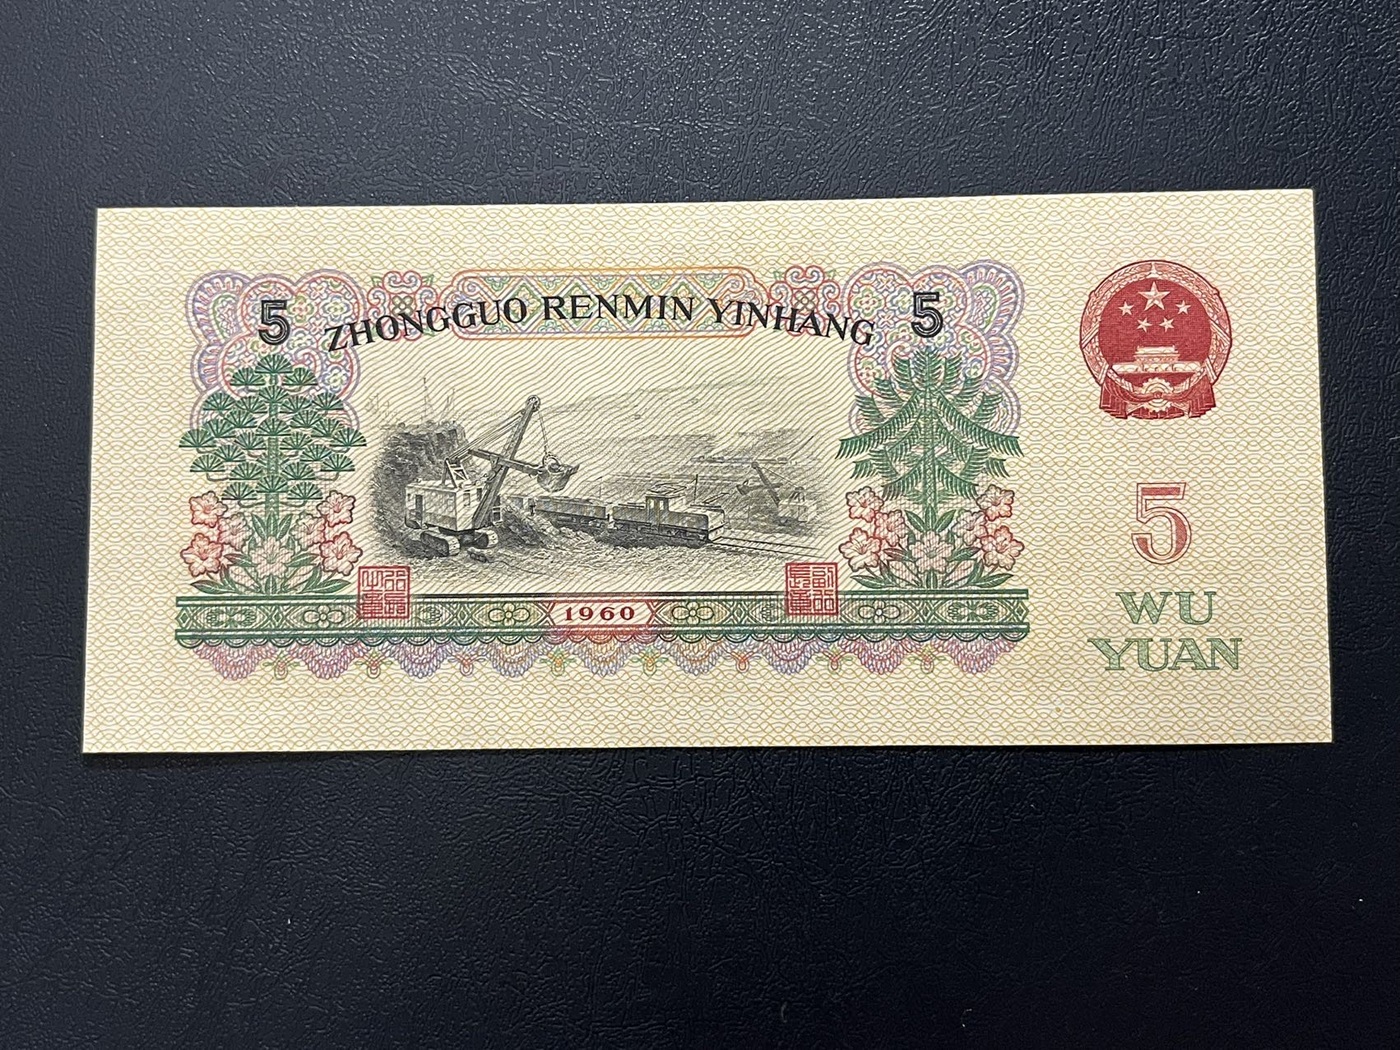 5 ZHONGGUO RENMIN YINHANG 5
5
WU
YUAN
1960